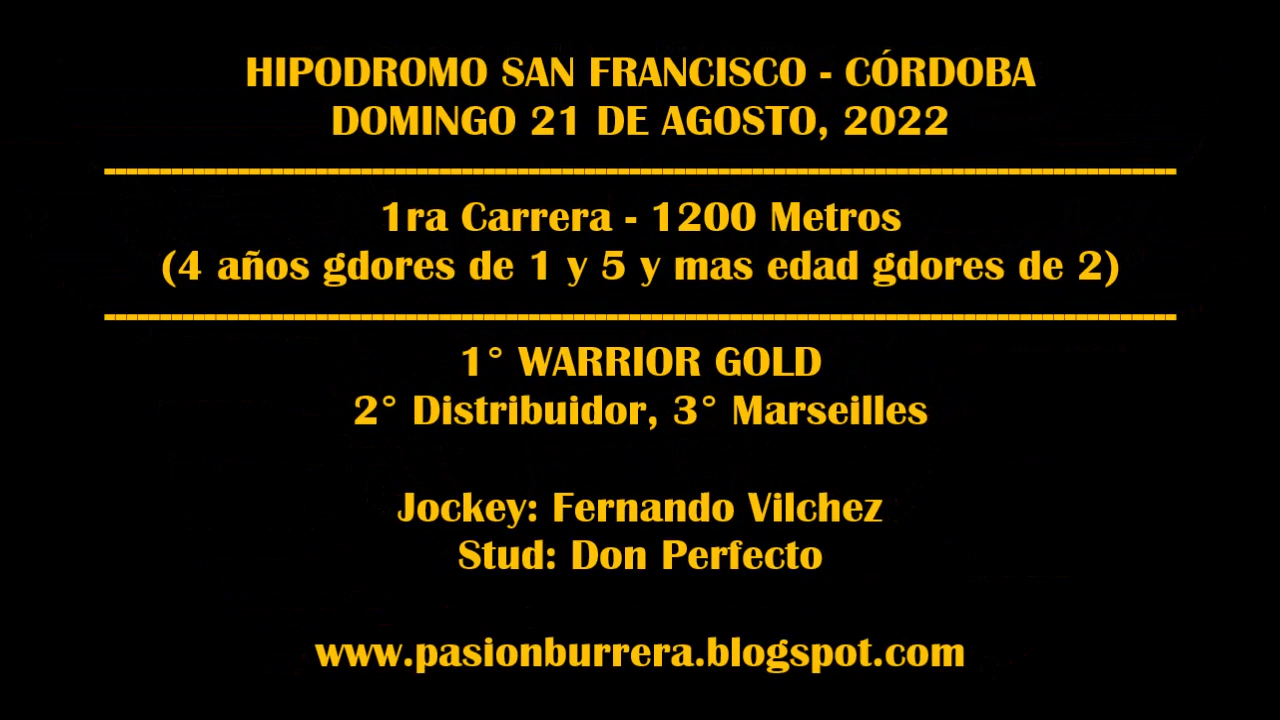 HIPODROMO SAN FRANCISCO - CÓRDOBA
DOMINGO 21 DE AGOSTO, 2022
1ra Carrera - 1200 Metros
(4 años gdores de 1 y 5 y mas edad gdores de 2)
1° WARRIOR GOLD
2° Distribuidor, 3° Marseilles
Jockey: Fernando Vilchez
Stud: Don Perfecto
www.pasionburrera.blogspot.com